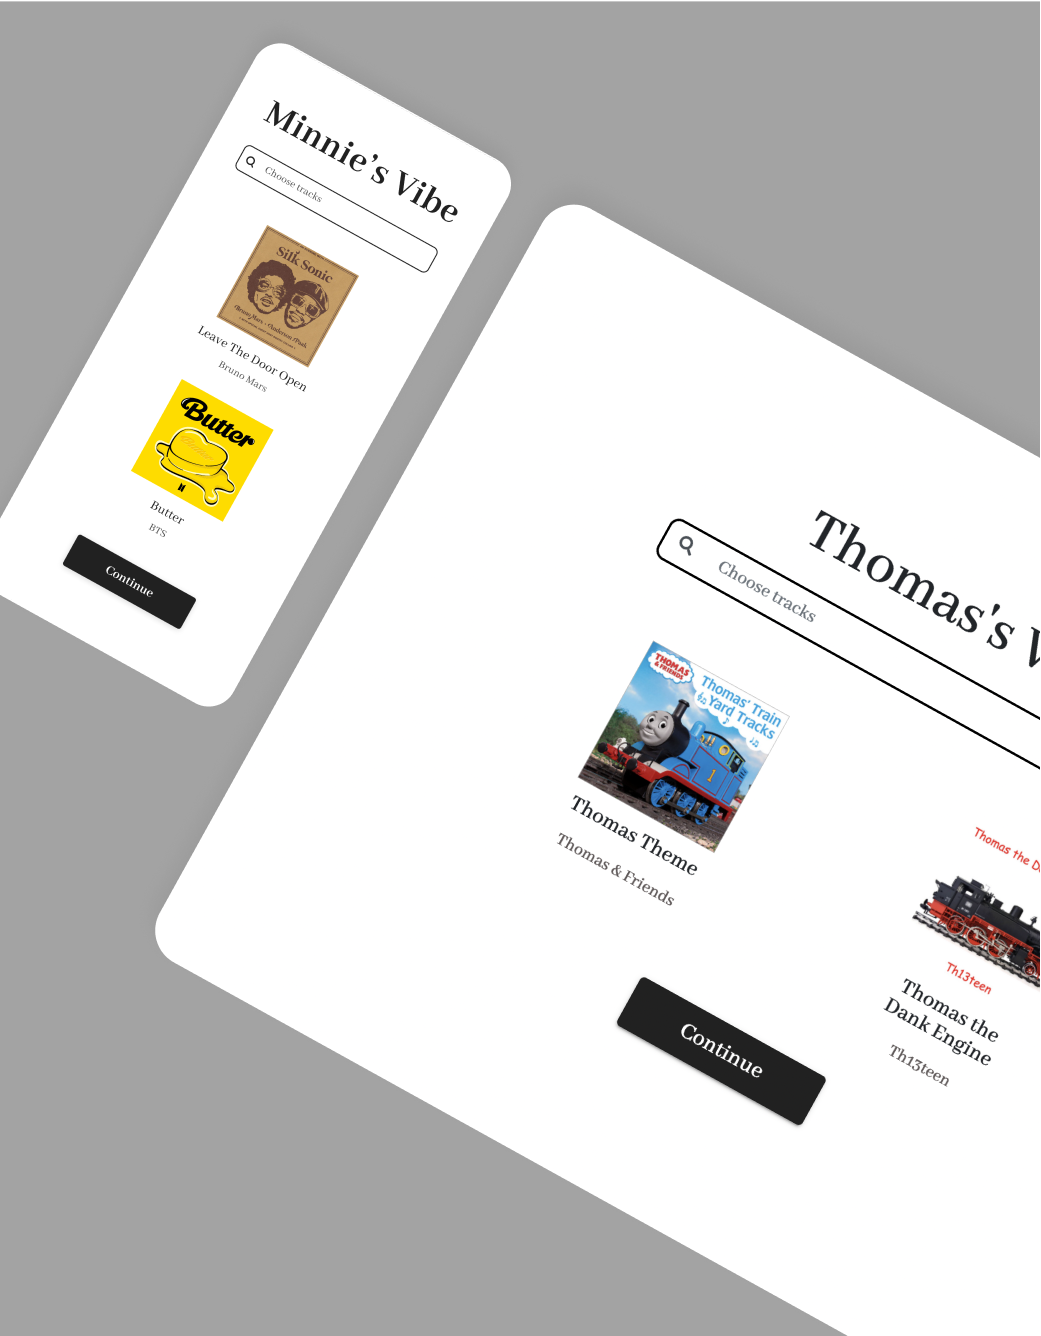 Minnie's Vibe
Choose tracks
Silk Sonic
Bruno Mars
Leave The Door Open
Bruno Mars
Butter
Butter
BTS
Continue
Thomas's
Choose tracks
THOMAS
& FRIENDS
Thomas' Train
Yard Tracks
1
Thomas Theme
Thomas & Friends
Thomas the
Th13teen
Thomas the
Dank Engine
Th13teen
Continue